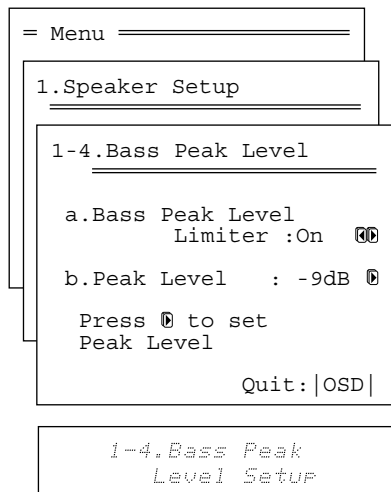 = Menu
1.Speaker Setup
1-4.Bass Peak Level
a.Bass Peak Level
Limiter :On
b.Peak Level : -9dB
Press to set
Peak Level
Quit:|OSD|
1-4.Bass Peak
Level Setup